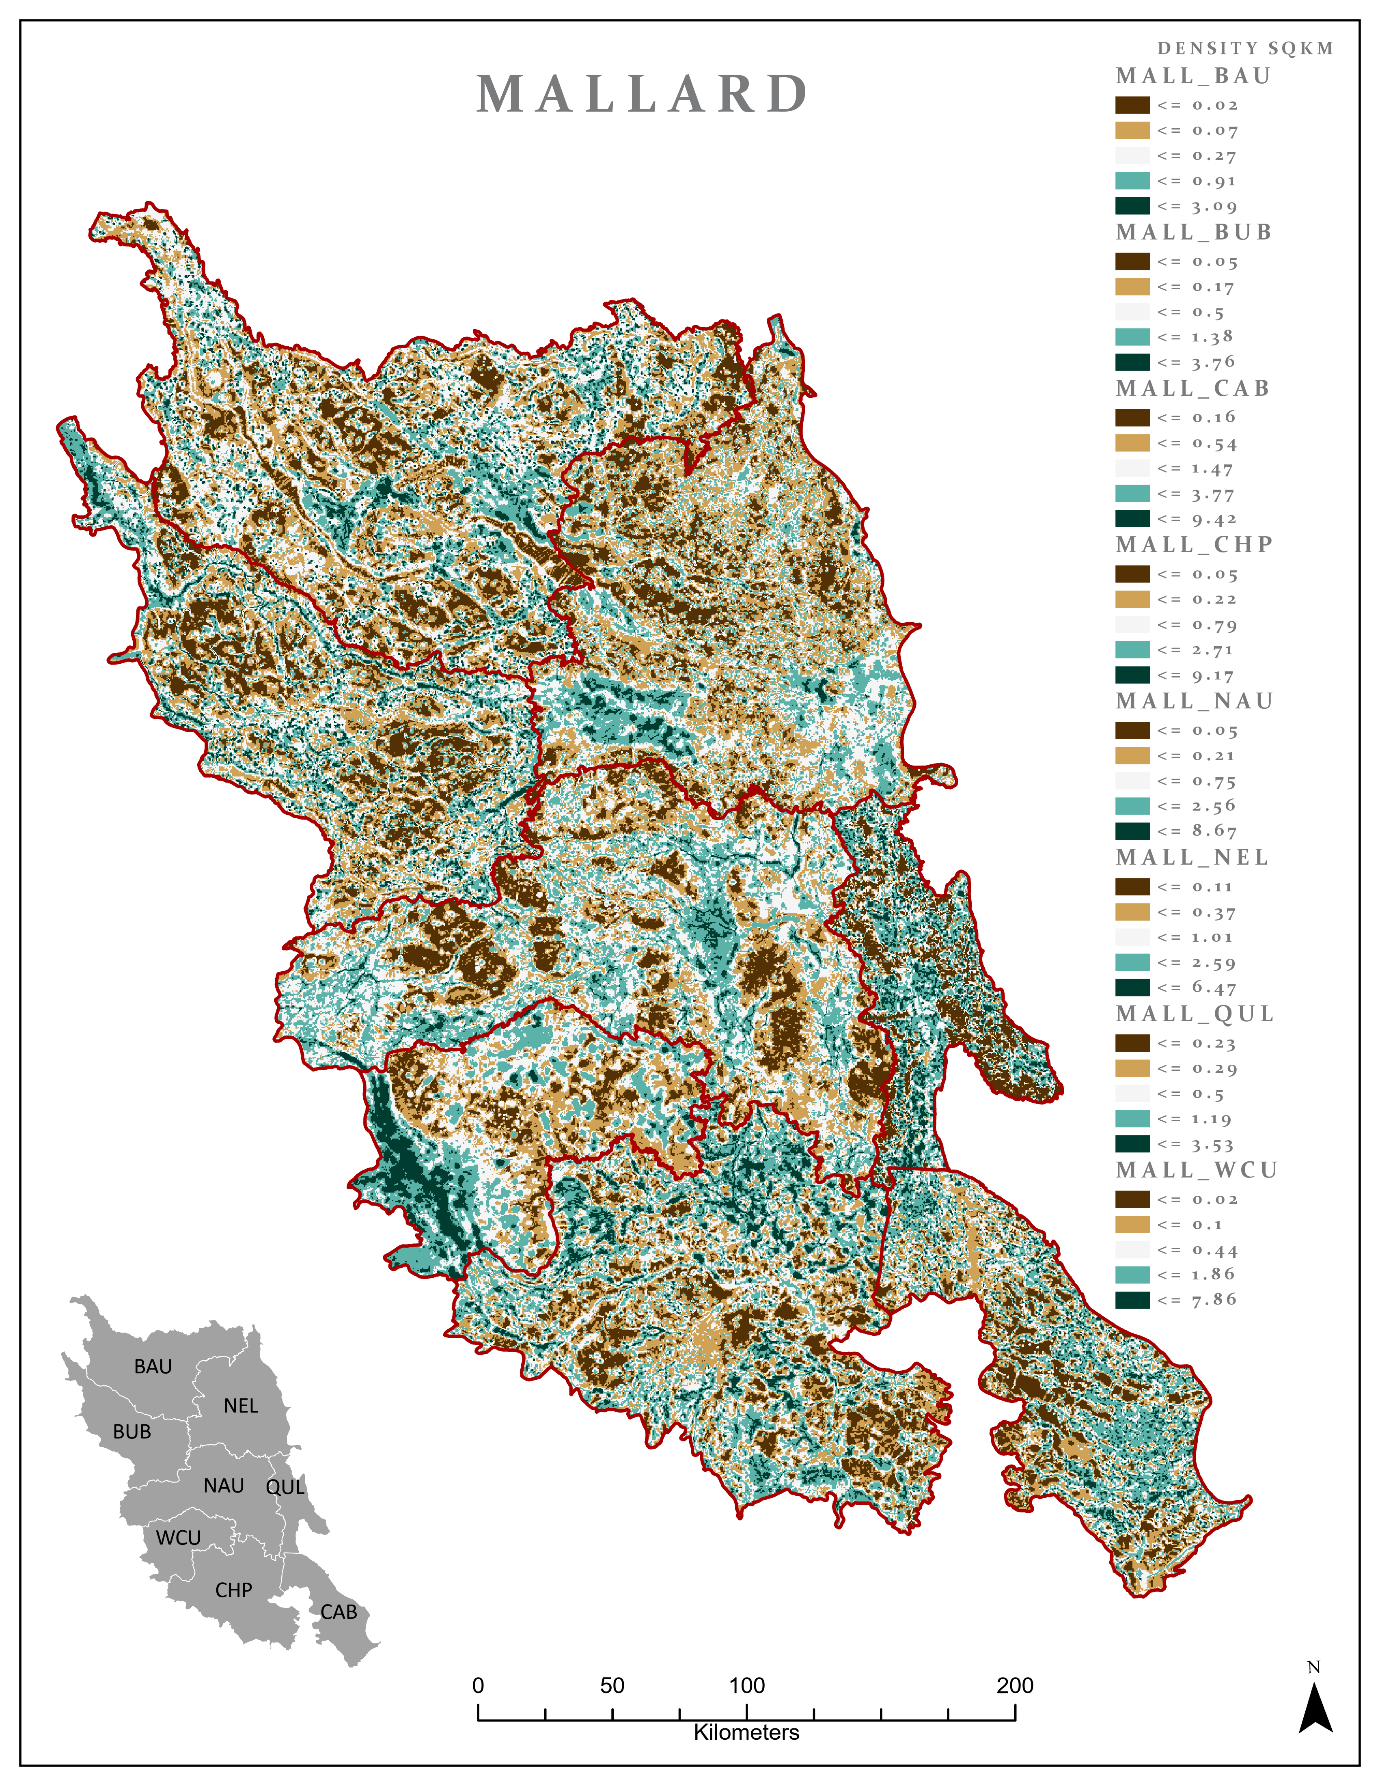 DENSITY SQKM
MALLARD
MALL_BAU
<= 0.02
<= 0.07
<= 0.27
<= 0.91
<= 3.09
MALL_BUB
<= 0.05
<= 0.17
<= 0.5
<= 1.38
<= 3.76
MALL_CAB
<= 0.16
<= 0.54
<= 1.47
<= 3.77
<= 9.42
MALL_CHP
<= 0.05
<= 0.22
<= 0.79
<= 2.71
<= 9.17
MALL_NAU
<= 0.05
<= 0.21
<= 0.75
<= 2.56
<= 8.67
MALL_NEL
<= 0.11
<= 0.37
<= 1.01
<= 2.59
<= 6.47
MALL_QUL
<= 0.23
<= 0.29
<= 0.5
<= 1.19
<= 3.53
MALL_WCU
<= 0.02
<= 0.1
<= 0.44
<= 1.86
<= 7.86
BAU
NEL
BUB
NAU
QUL
WCU
CHP
CAB
0 50 100 200
Kilometers
N